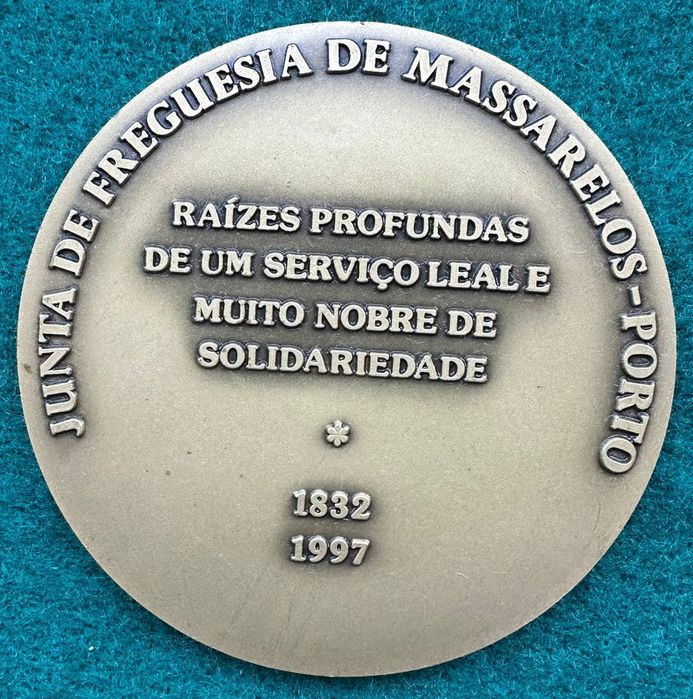 JUNTA DE FREGUESIA DE MASSARELOS-PORTO
RAÍZES PROFUNDAS
DE UM SERVIÇO LEAL E
MUITO NOBRE DE
SOLIDARIEDADE
*
1832
1997